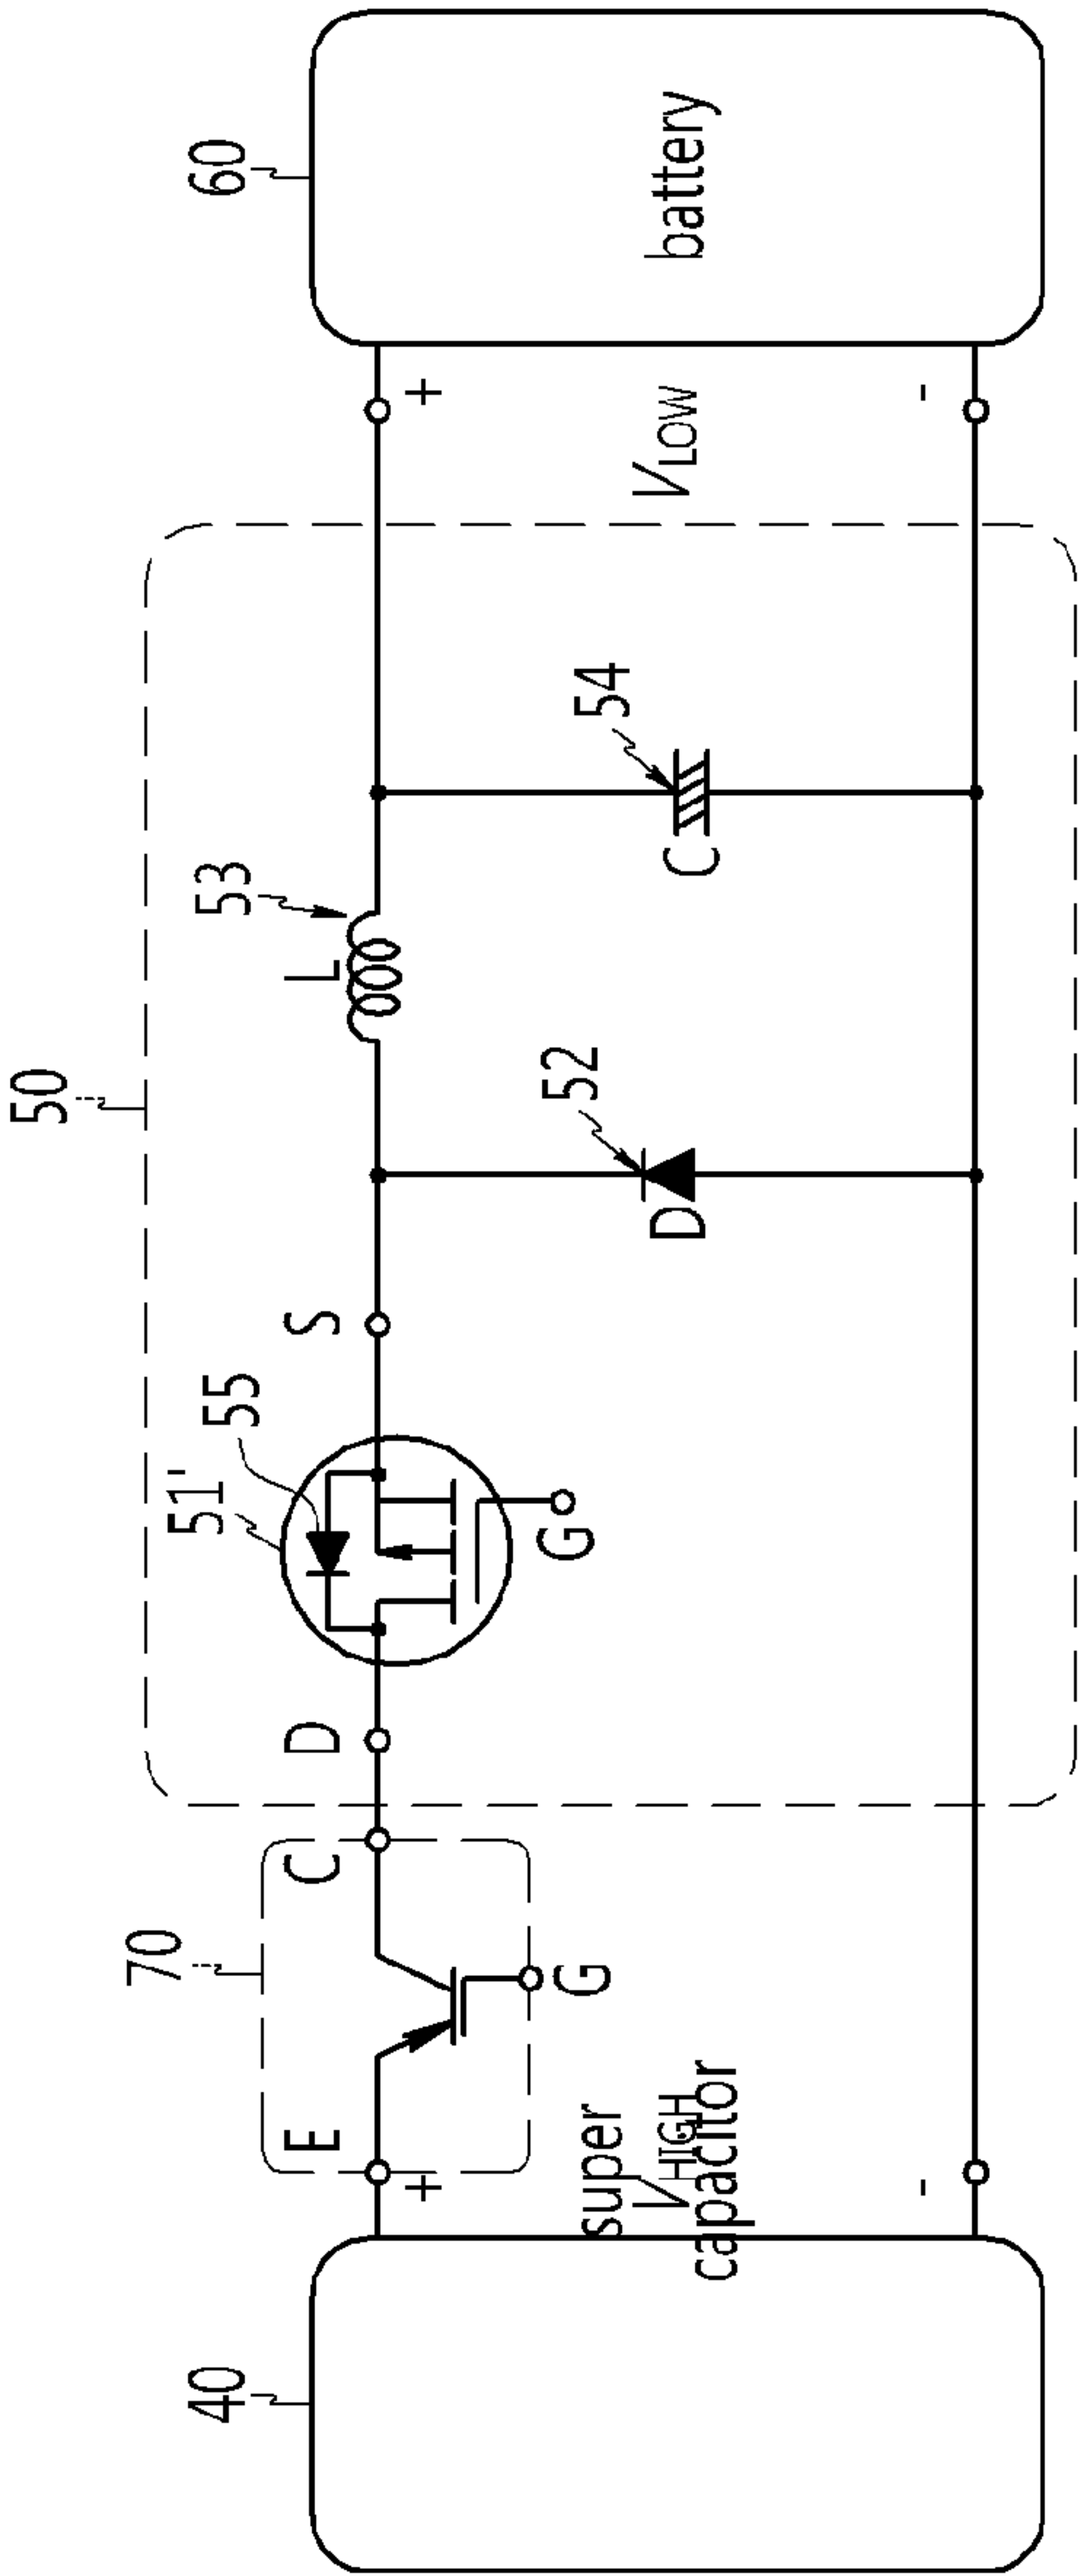 50
40
70
51'
55
53
60
E
C
D
S
L
+
+
G
G
52
54
D
C
super
capacitor
VHIGH
VLOW
battery
-
-